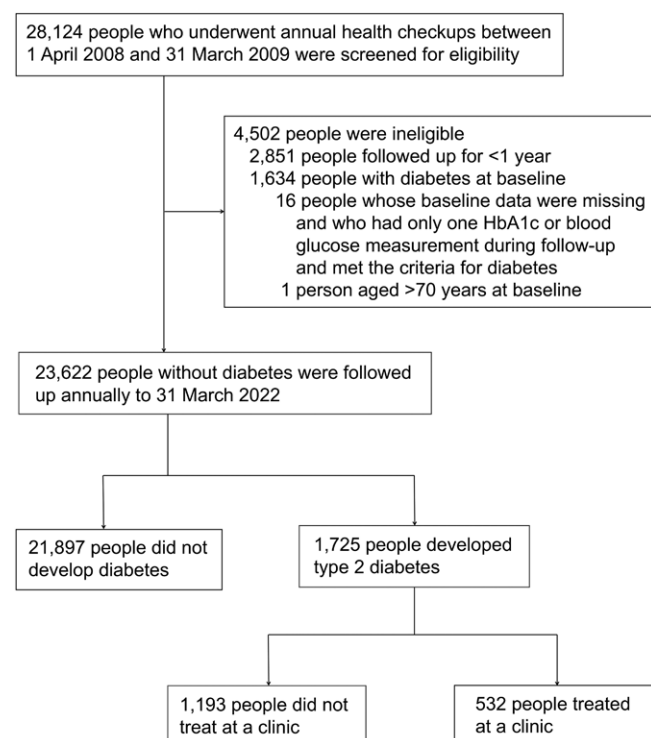 28,124 people who underwent annual health checkups between
1 April 2008 and 31 March 2009 were screened for eligibility
4,502 people were ineligible
2,851 people followed up for <1 year
1,634 people with diabetes at baseline
16 people whose baseline data were missing
and who had only one HbA1c or blood
glucose measurement during follow-up
and met the criteria for diabetes
1 person aged >70 years at baseline
23,622 people without diabetes were followed
up annually to 31 March 2022
21,897 people did not
develop diabetes
1,725 people developed
type 2 diabetes
1,193 people did not
treat at a clinic
532 people treated
at a clinic